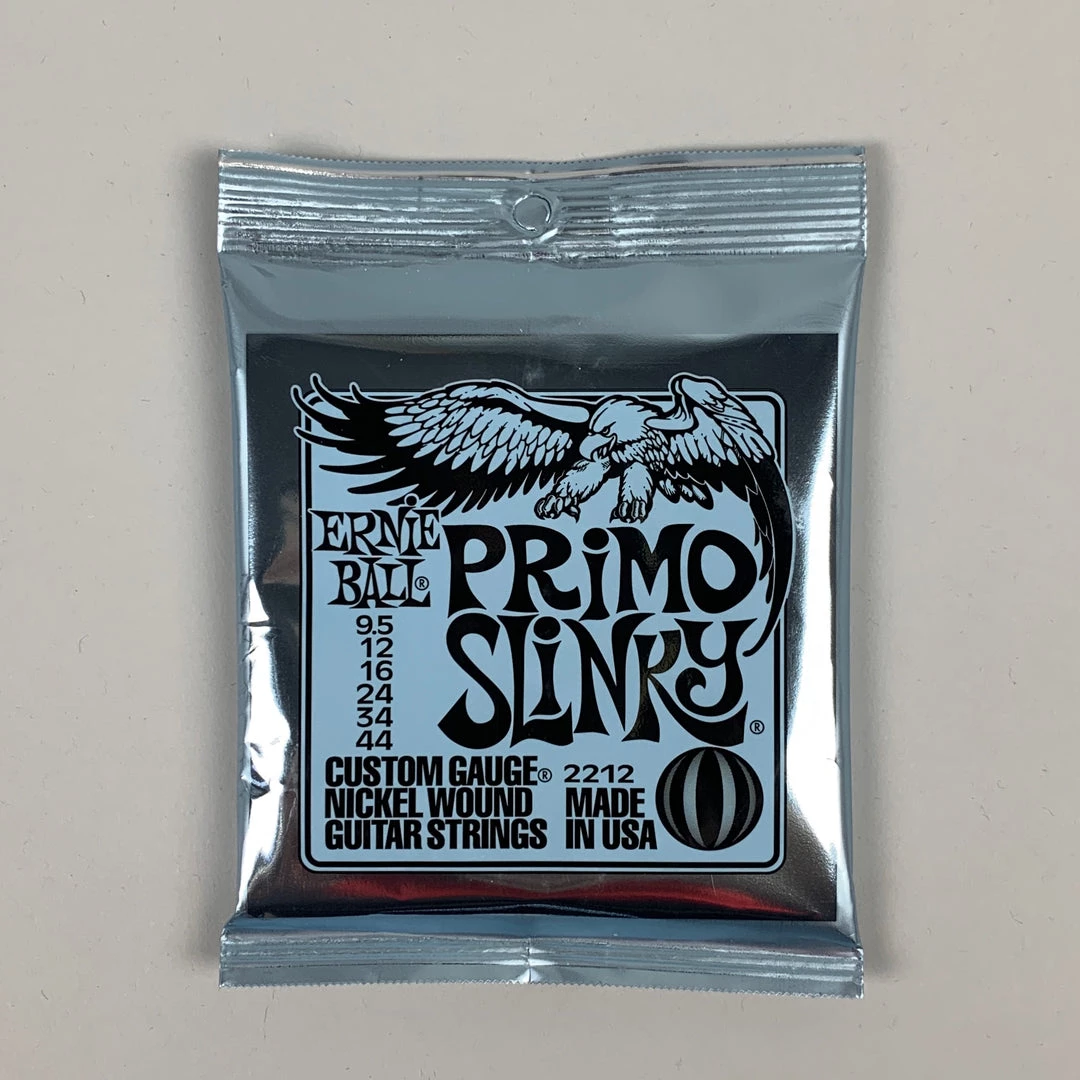 ERNIE
BALL®
PRiMO
SLiNKY®
9.5
12
16
24
34
44
CUSTOM GAUGE® 2212
NICKEL WOUND MADE
GUITAR STRINGS IN USA